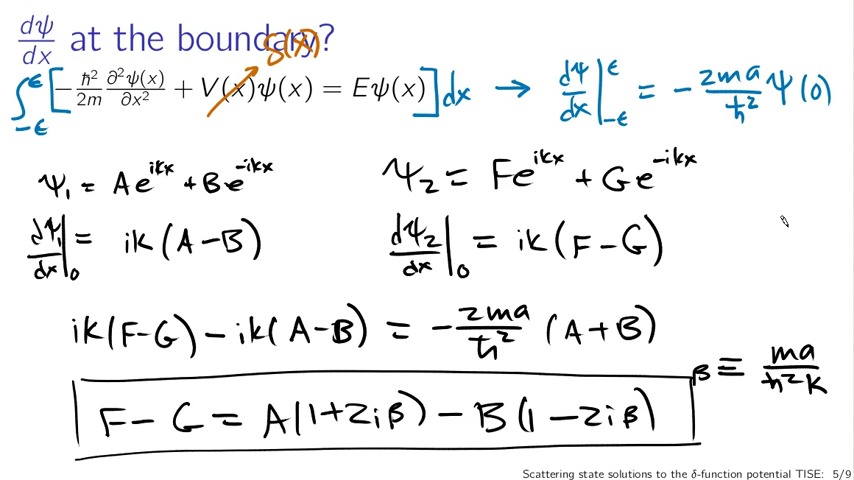 dψ/dx at the boundary?
δ(x)
∫_{-ε}^{ε} [ -ℏ²/2m ∂²ψ(x)/∂x² + V(x)ψ(x) = Eψ(x) ] dx → dψ/dx |_{-ε}^{ε} = - 2ma/ℏ² ψ(0)
ψ₁ = Ae^{ikx} + Be^{-ikx} ψ₂ = Fe^{ikx} + Ge^{-ikx}
dψ₁/dx |₀ = ik(A-B) dψ₂/dx |₀ = ik(F-G)
ik(F-G) - ik(A-B) = - 2ma/ℏ² (A+B)
β ≡ ma/ℏ²k
F - G = A(1+2iβ) - B(1-2iβ)
Scattering state solutions to the δ-function potential TISE: 5/9